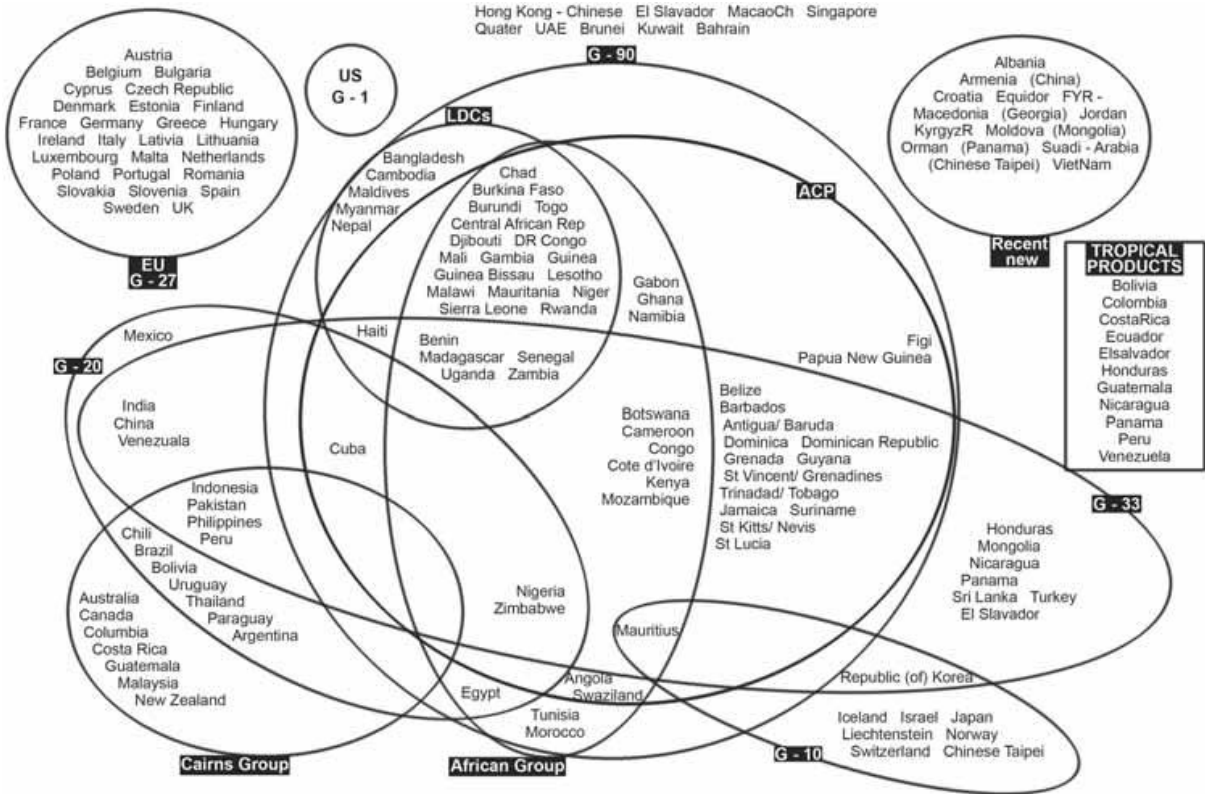 Hong Kong - Chinese El Slavador MacaoCh Singapore
Quater UAE Brunei Kuwait Bahrain
G - 90
Austria
Belgium Bulgaria
Cyprus Czech Republic
Denmark Estonia Finland
France Germany Greece Hungary
Ireland Italy Lativia Lithuania
Luxembourg Malta Netherlands
Poland Portugal Romania
Slovakia Slovenia Spain
Sweden UK
EU
G - 27
US
G - 1
Albania
Armenia (China)
Croatia Equidor FYR -
Macedonia (Georgia) Jordan
KyrgyzR Moldova (Mongolia)
Orman (Panama) Suadi - Arabia
(Chinese Taipei) VietNam
Recent
new
LDCs
Bangladesh
Cambodia
Maldives
Myanmar
Nepal
Chad
Burkina Faso
Burundi Togo
Central African Rep
Djibouti DR Congo
Mali Gambia Guinea
Guinea Bissau Lesotho
Malawi Mauritania Niger
Sierra Leone Rwanda
ACP
Gabon
Ghana
Namibia
TROPICAL
PRODUCTS
Bolivia
Colombia
CostaRica
Ecuador
Elsalvador
Honduras
Guatemala
Nicaragua
Panama
Peru
Venezuela
Mexico
G - 20
Haiti
Benin
Madagascar Senegal
Uganda Zambia
Figi
Papua New Guinea
India
China
Venezuala
Cuba
Botswana
Cameroon
Congo
Cote d'Ivoire
Kenya
Mozambique
Belize
Barbados
Antigua/ Baruda
Dominica Dominican Republic
Grenada Guyana
St Vincent/ Grenadines
Trinadad/ Tobago
Jamaica Suriname
St Kitts/ Nevis
St Lucia
G - 33
Indonesia
Pakistan
Philippines
Peru
Chili
Brazil
Bolivia
Uruguay
Thailand
Paraguay
Argentina
Australia
Canada
Columbia
Costa Rica
Guatemala
Malaysia
New Zealand
Nigeria
Zimbabwe
Honduras
Mongolia
Nicaragua
Panama
Sri Lanka Turkey
El Slavador
Mauritius
Republic (of) Korea
Egypt
Angola
Swaziland
Tunisia
Morocco
Iceland Israel Japan
Liechtenstein Norway
Switzerland Chinese Taipei
Cairns Group
African Group
G - 10